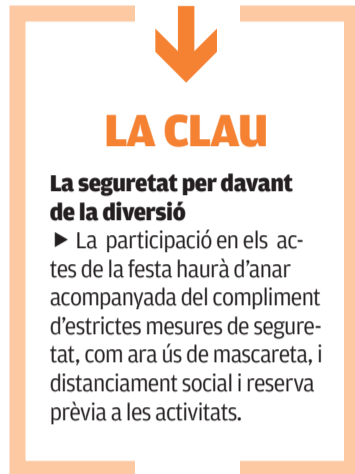 LA CLAU
La seguretat per davant
de la diversió
▶ La participació en els ac-
tes de la festa haurà d'anar
acompanyada del compliment
d'estrictes mesures de segure-
tat, com ara ús de mascareta, i
distanciament social i reserva
prèvia a les activitats.